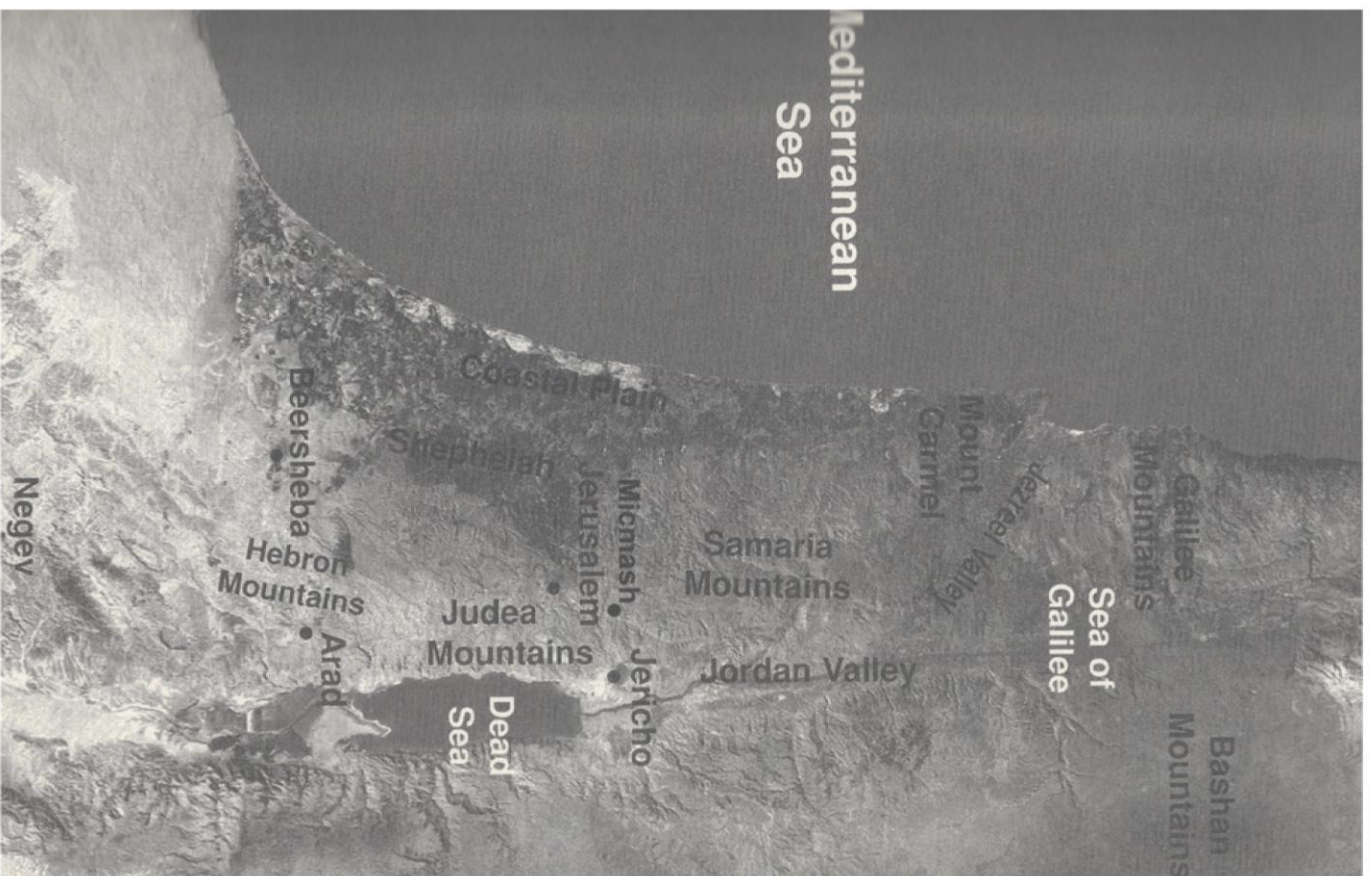 Mediterranean
Sea
Coastal Plain
Shephelah
Beersheba
Negey
Hebron
Mountains
Arad
Jerusalem
Micmash
Judea
Mountains
Jericho
Dead
Sea
Samaria
Mountains
Jordan Valley
Mount
Carmel
Jezreel Valley
Galilee
Mountains
Sea of
Galilee
Bashan
Mountains